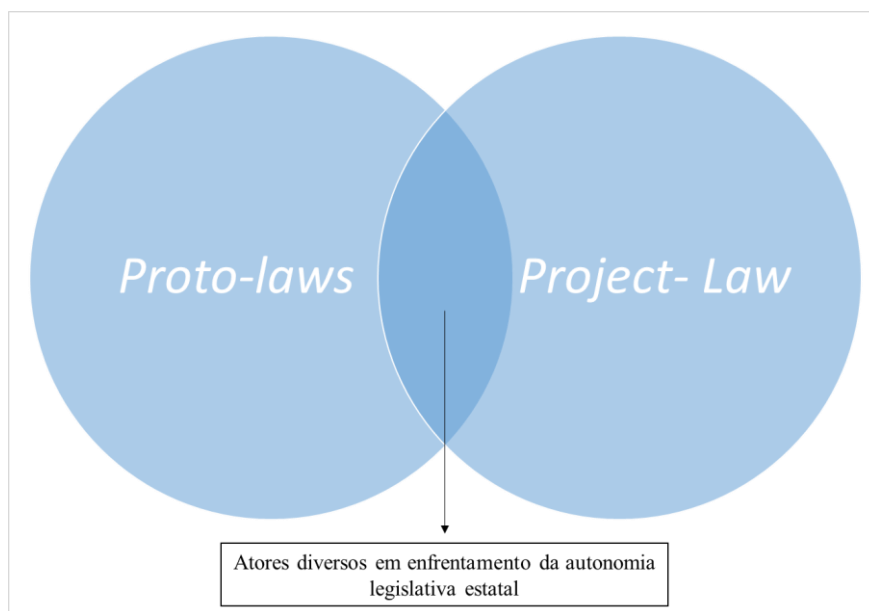 Proto-laws
Project- Law
Atores diversos em enfrentamento da autonomia
legislativa estatal